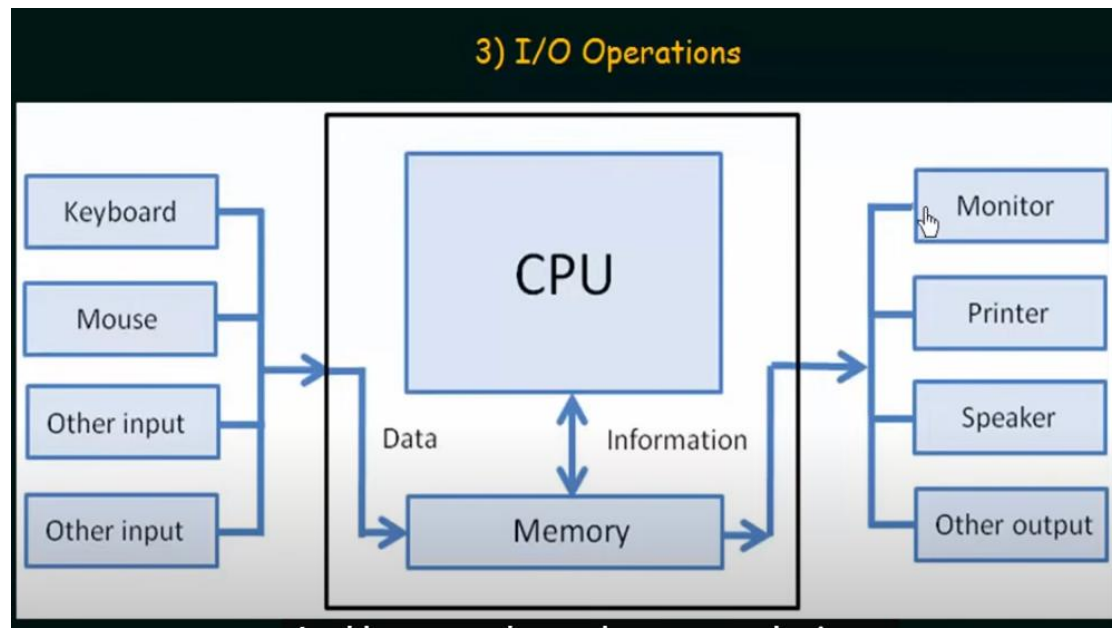 3) I/O Operations
Keyboard
Mouse
Other input
Other input
CPU
Data
Information
Memory
Monitor
Printer
Speaker
Other output